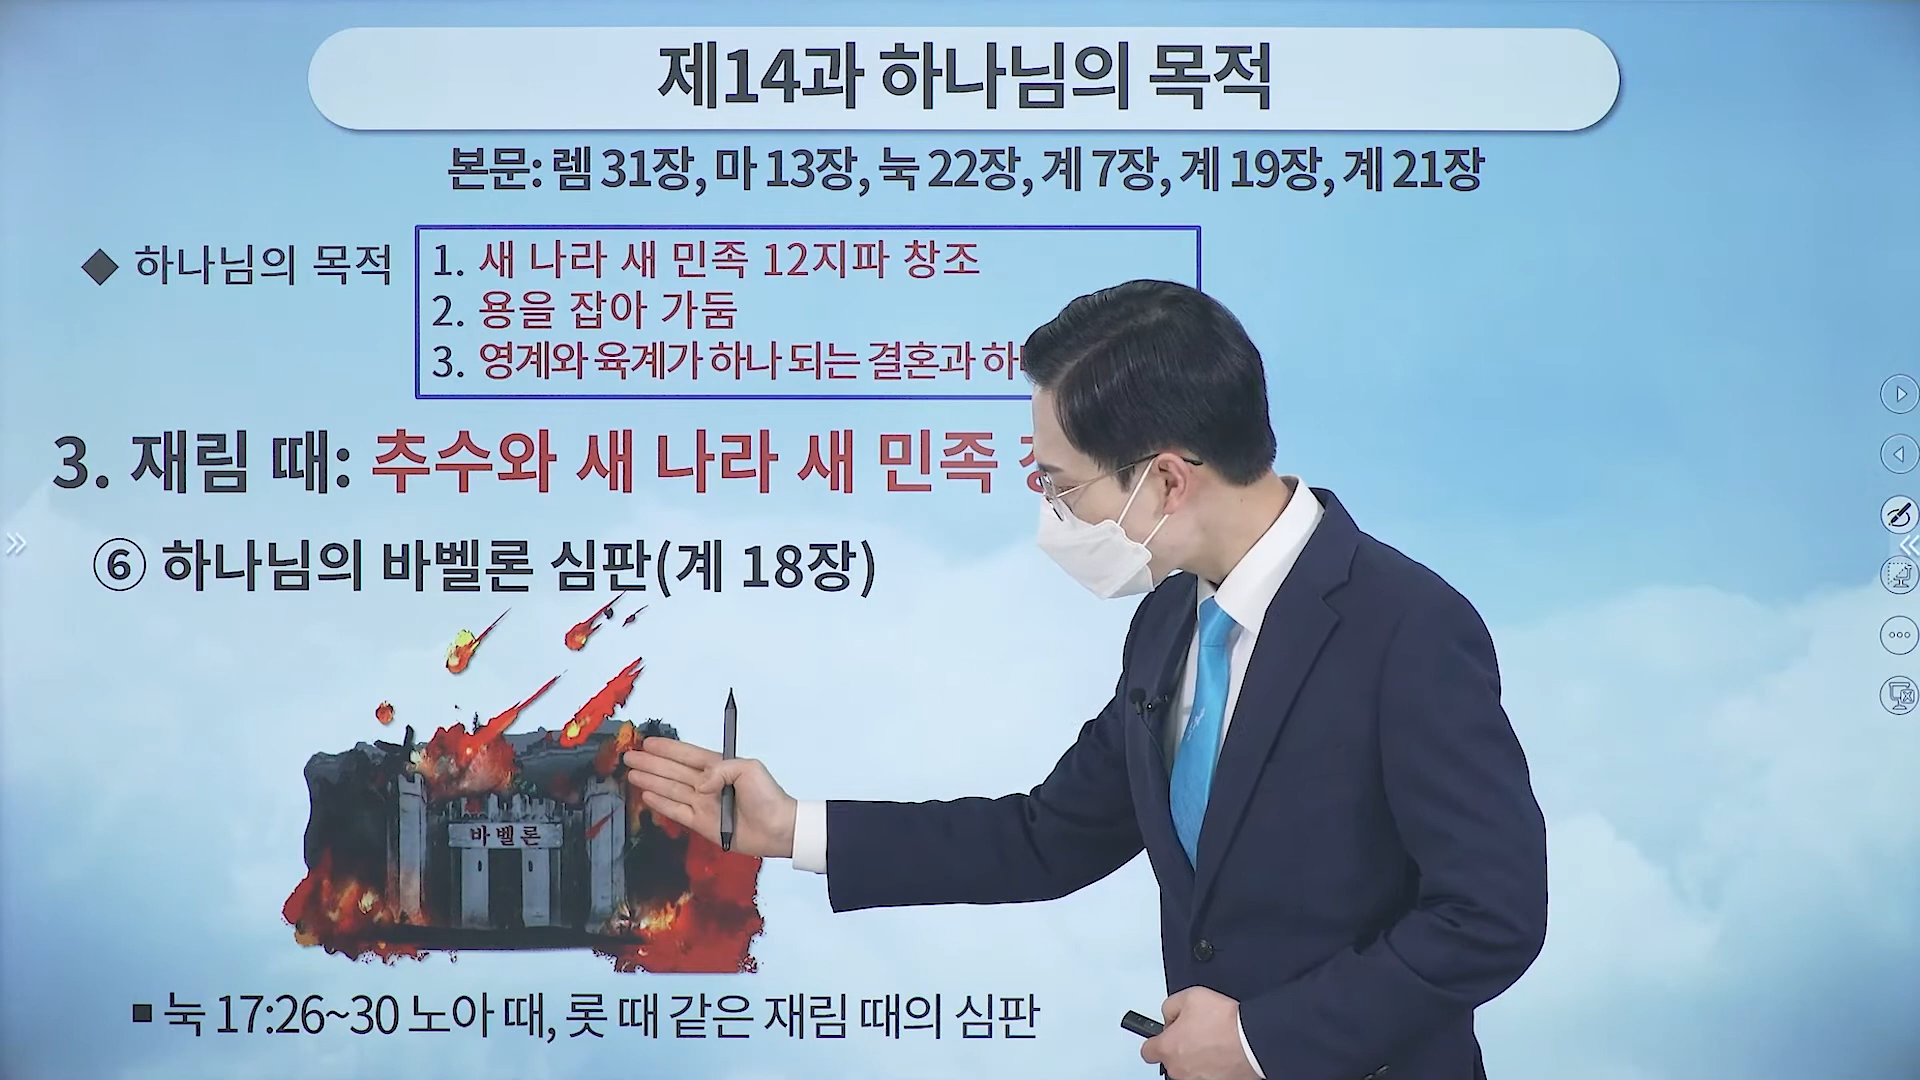 제14과 하나님의 목적
본문: 렘 31장, 마 13장, 눅 22장, 계 7장, 계 19장, 계 21장
◆ 하나님의 목적
1. 새 나라 새 민족 12지파 창조
2. 용을 잡아 가둠
3. 영계와 육계가 하나 되는 결혼과
3. 재림 때: 추수와 새 나라 새 민족
⑥ 하나님의 바벨론 심판(계 18장)
바벨론
■ 눅 17:26~30 노아 때, 롯 때 같은 재림 때의 심판